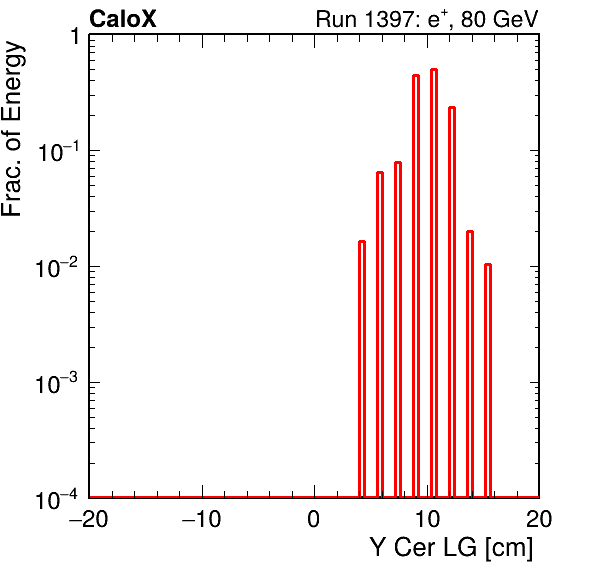 CaloX Run 1397: e⁺, 80 GeV
Frac. of Energy
1
10⁻¹
10⁻²
10⁻³
10⁻⁴
−20 −10 0 10 20
Y Cer LG [cm]